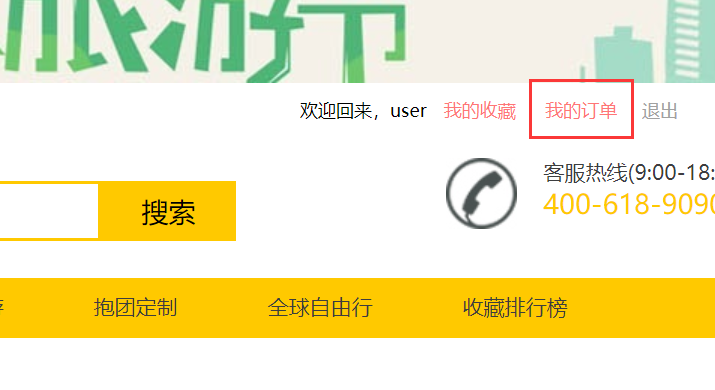 旅游节
欢迎回来，user 我的收藏 我的订单 退出
客服热线(9:00-18:
搜索
400-618-909
抱团定制 全球自由行 收藏排行榜